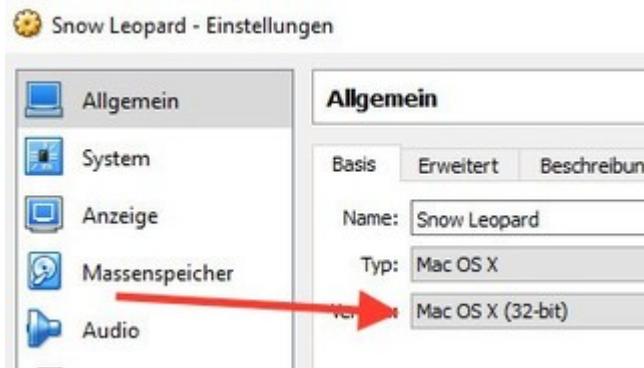 Snow Leopard - Einstellungen
Allgemein
System
Anzeige
Massenspeicher
Audio
Allgemein
Basis Erweitert Beschreibun
Name: Snow Leopard
Typ: Mac OS X
Mac OS X (32-bit)